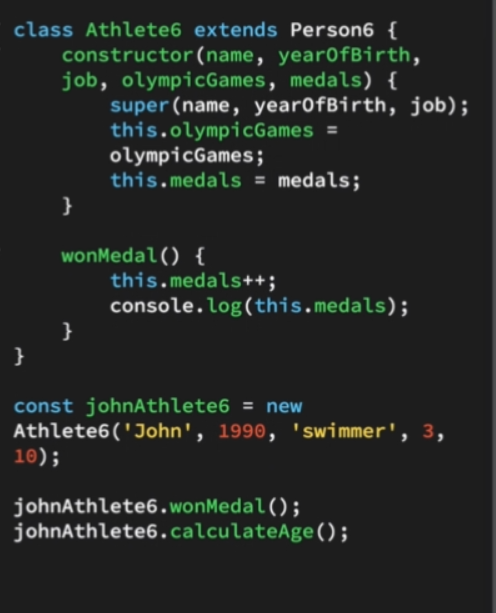 class Athlete6 extends Person6 {
constructor(name, yearOfBirth,
job, olympicGames, medals) {
super(name, yearOfBirth, job);
this.olympicGames =
olympicGames;
this.medals = medals;
}
wonMedal() {
this.medals++;
console.log(this.medals);
}
}
const johnAthlete6 = new
Athlete6('John', 1990, 'swimmer', 3,
10);
johnAthlete6.wonMedal();
johnAthlete6.calculateAge();